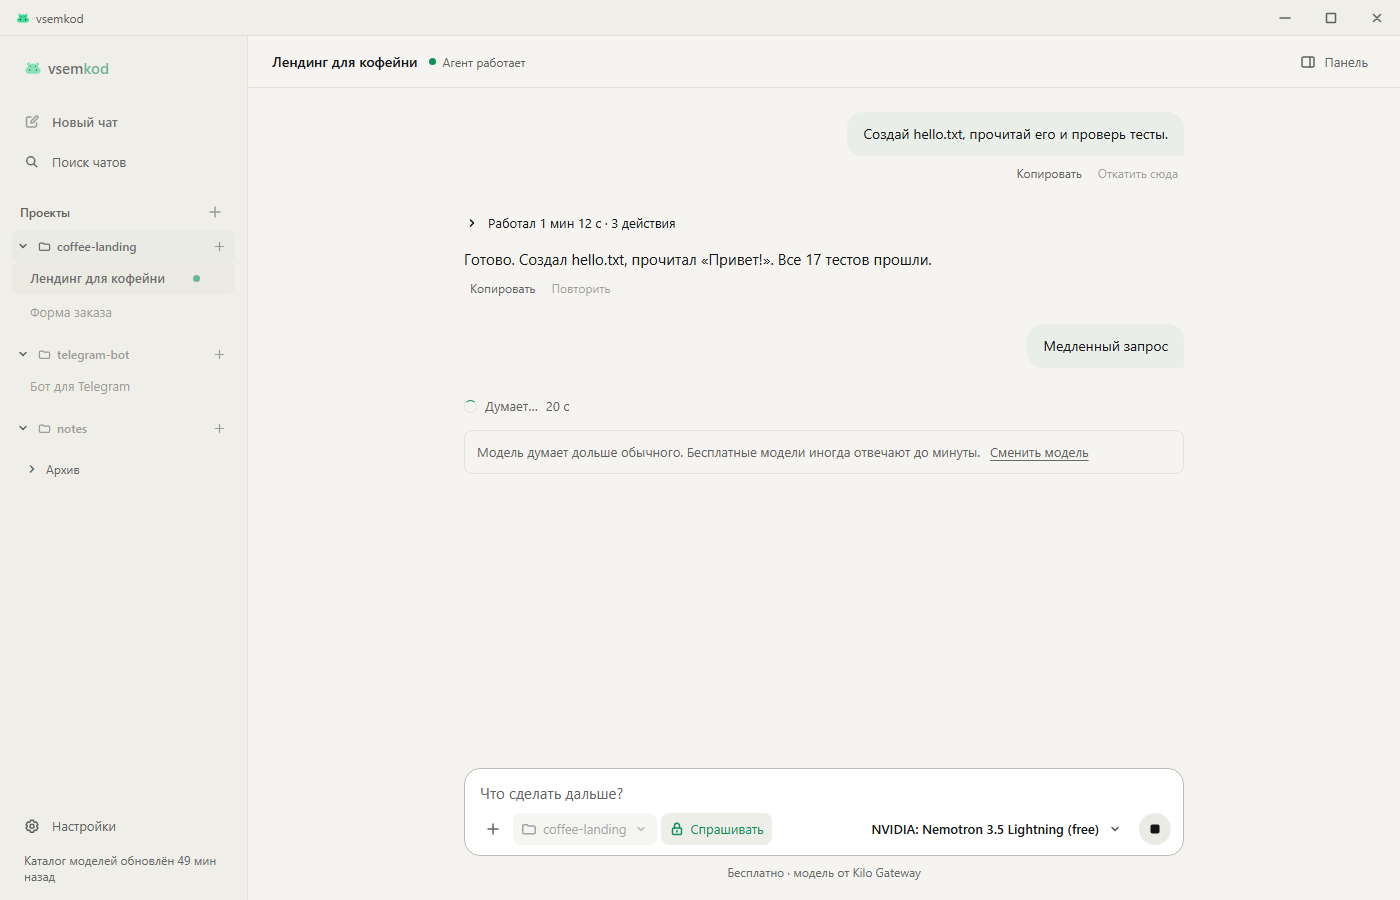 vsemkod
vsemkod
Новый чат
Поиск чатов
Проекты
coffee-landing
Лендинг для кофейни
Форма заказа
telegram-bot
Бот для Telegram
notes
Архив
Настройки
Каталог моделей обновлён 49 мин
назад
Лендинг для кофейни
Агент работает
Панель
Создай hello.txt, прочитай его и проверь тесты.
Копировать
Откатить сюда
Работал 1 мин 12 с · 3 действия
Готово. Создал hello.txt, прочитал «Привет!». Все 17 тестов прошли.
Копировать
Повторить
Медленный запрос
Думает... 20 с
Модель думает дольше обычного. Бесплатные модели иногда отвечают до минуты. Сменить модель
Что сделать дальше?
coffee-landing
Спрашивать
NVIDIA: Nemotron 3.5 Lightning (free)
Бесплатно · модель от Kilo Gateway